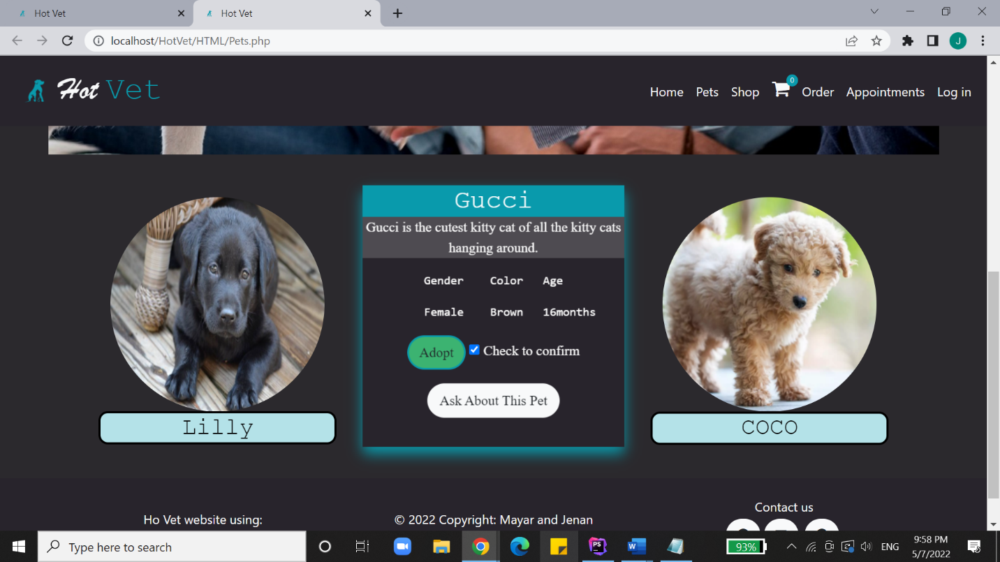 Hot Vet
Hot Vet
localhost/HotVet/HTML/Pets.php
J
Hot Vet
0
Home Pets Shop Order Appointments Log in
Gucci
Gucci is the cutest kitty cat of all the kitty cats
hanging around.
Gender Color Age
Female Brown 16months
Adopt Check to confirm
Ask About This Pet
Lilly
COCO
Contact us
Ho Vet website using:
© 2022 Copyright: Mayar and Jenan
Type here to search
PS
W
93%
ENG
9:58 PM
5/7/2022